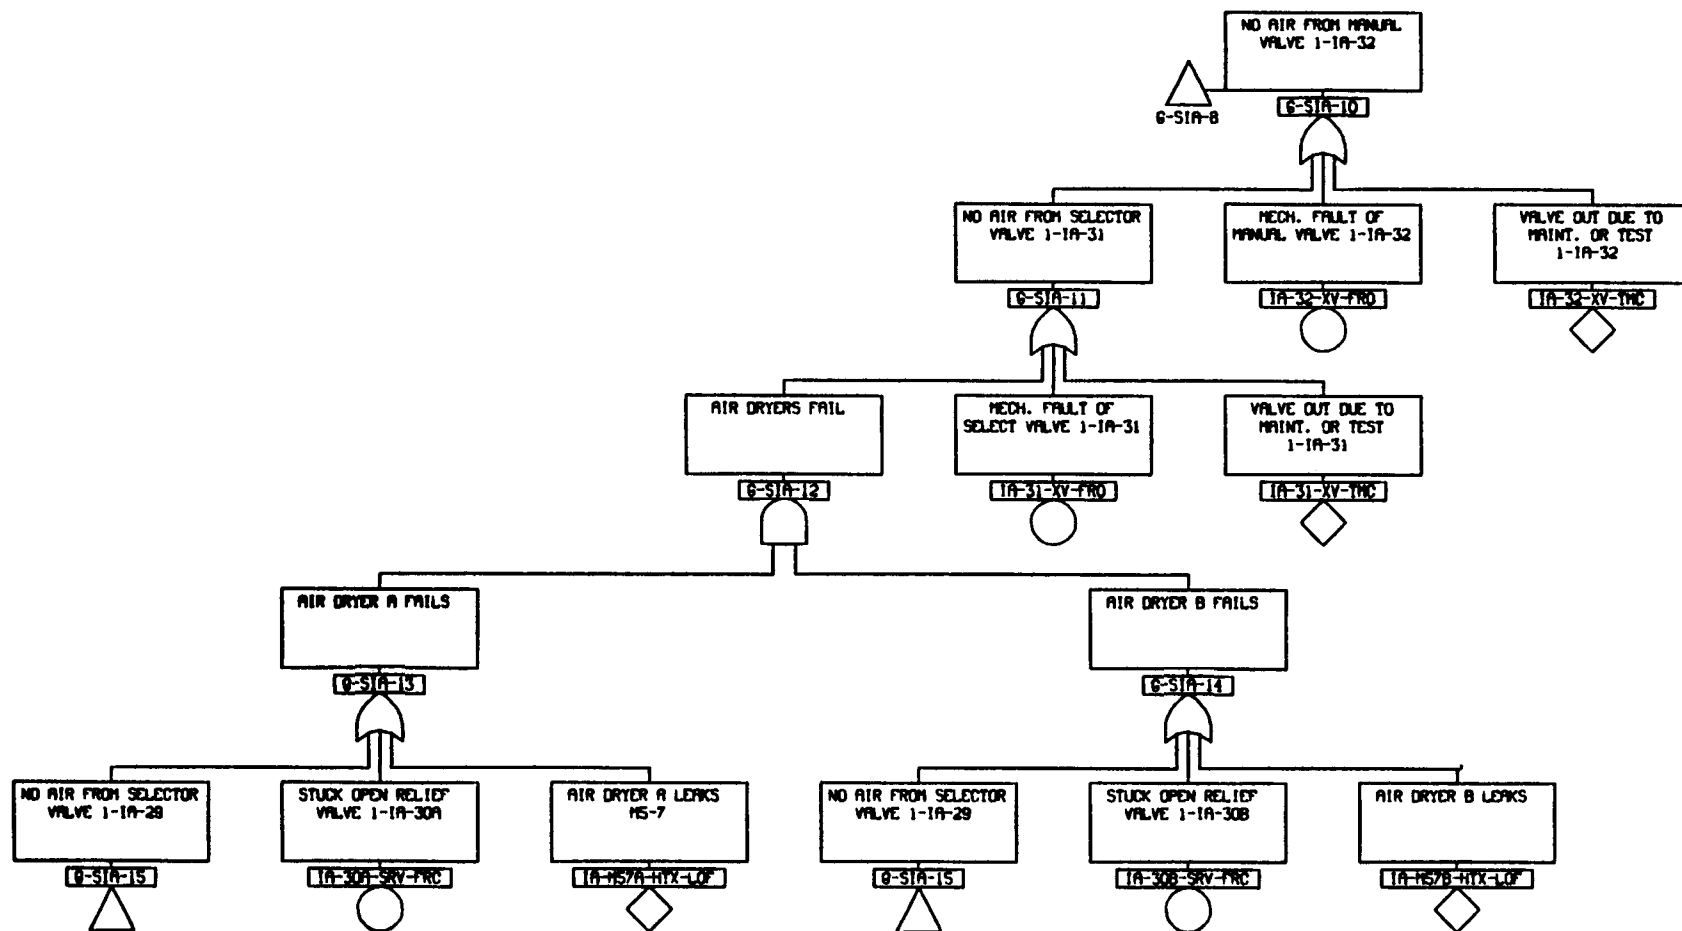 NO AIR FROM MANUAL
VALVE 1-IA-32
G-SIA-8
G-SIA-10
NO AIR FROM SELECTOR
VALVE 1-IA-31
MECH. FAULT OF
MANUAL VALVE 1-IA-32
VALVE OUT DUE TO
MAINT. OR TEST
1-IA-32
G-SIA-11
IA-32-XV-FRO
IA-32-XV-TMC
AIR DRYERS FAIL
MECH. FAULT OF
SELECT VALVE 1-IA-31
VALVE OUT DUE TO
MAINT. OR TEST
1-IA-31
G-SIA-12
IA-31-XV-FRO
IA-31-XV-TMC
AIR DRYER A FAILS
AIR DRYER B FAILS
G-SIA-13
G-SIA-14
NO AIR FROM SELECTOR
VALVE 1-IA-29
STUCK OPEN RELIEF
VALVE 1-IA-30A
AIR DRYER A LEAKS
MS-7
NO AIR FROM SELECTOR
VALVE 1-IA-29
STUCK OPEN RELIEF
VALVE 1-IA-30B
AIR DRYER B LEAKS
G-SIA-15
IA-30A-SRV-FRC
IA-MS7A-HTX-LOF
G-SIA-15
IA-30B-SRV-FRC
IA-MS7B-HTX-LOF